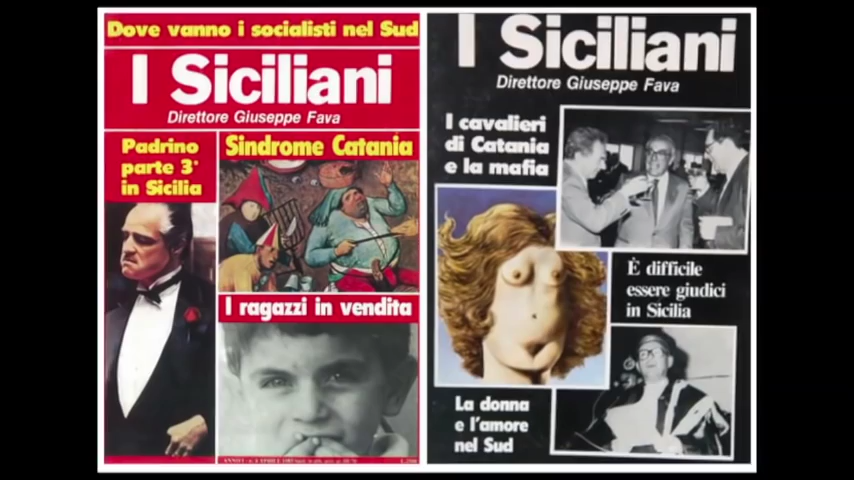 Dove vanno i socialisti nel Sud
I Siciliani
Direttore Giuseppe Fava
Padrino
parte 3ª
in Sicilia
Sindrome Catania
I ragazzi in vendita
I Siciliani
Direttore Giuseppe Fava
I cavalieri
di Catania
e la mafia
È difficile
essere giudici
in Sicilia
La donna
e l'amore
nel Sud